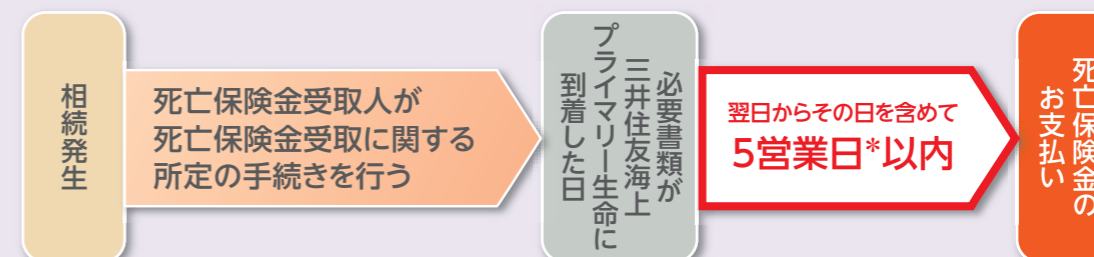 相続発生
死亡保険金受取人が
死亡保険金受取に関する
所定の手続きを行う
必要書類が
三井住友海上
プライマリー生命に
到着した日
翌日からその日を含めて
5営業日*以内
死亡保険金の
お支払い